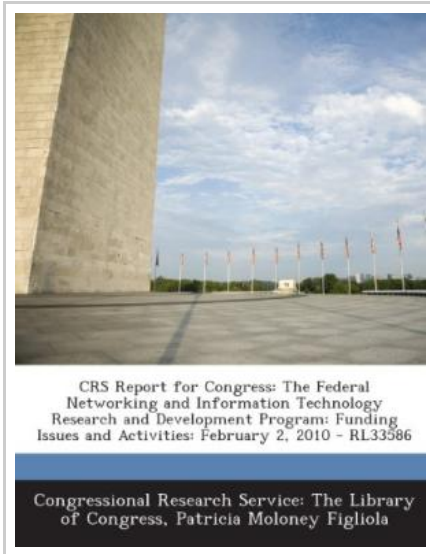 CRS Report for Congress: The Federal
Networking and Information Technology
Research and Development Program: Funding
Issues and Activities: February 2, 2010 - RL33586
Congressional Research Service: The Library
of Congress, Patricia Moloney Figliola